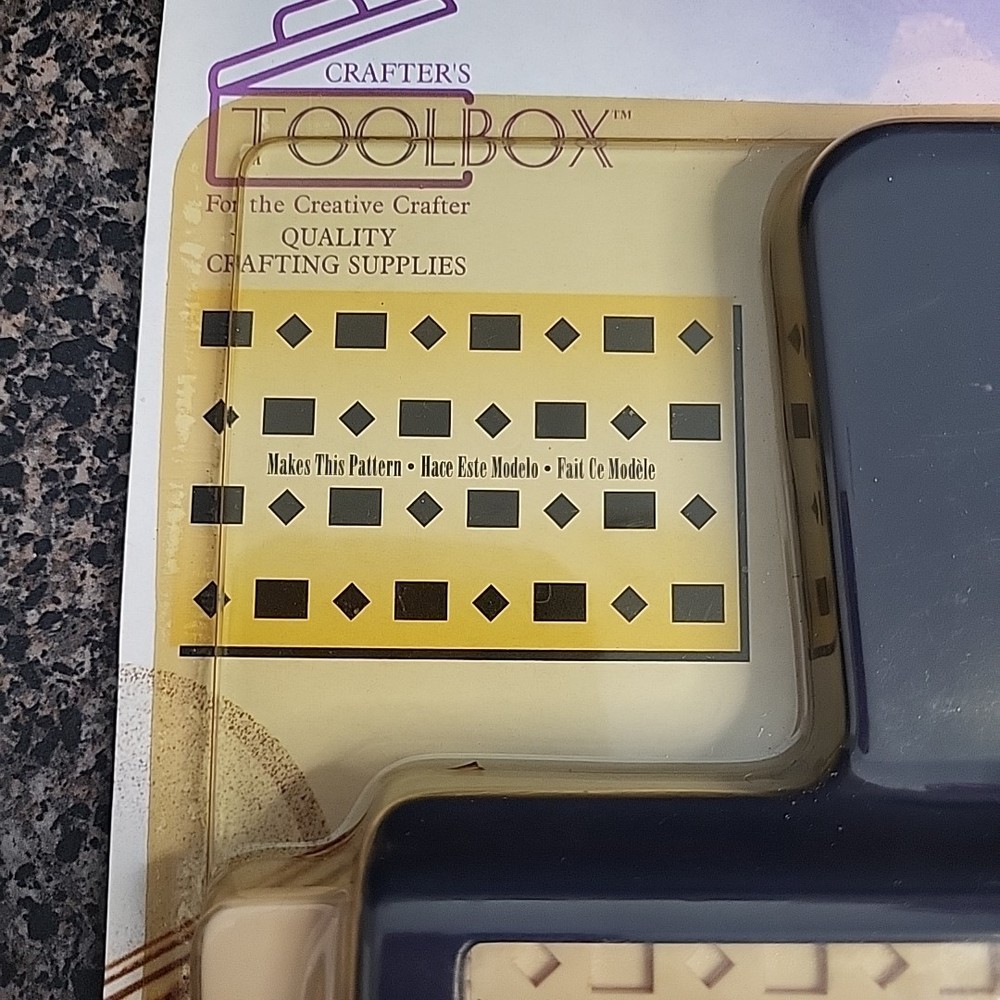 CRAFTER'S
TOOLBOX™
For the Creative Crafter
QUALITY
CRAFTING SUPPLIES
Makes This Pattern • Hace Este Modelo • Fait Ce Modèle